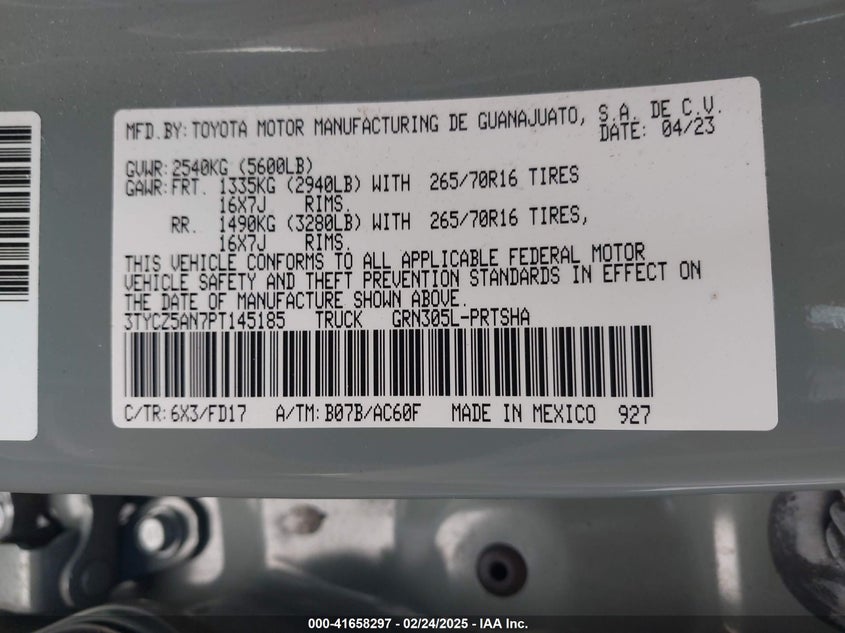 MFD.BY: TOYOTA MOTOR MANUFACTURING DE GUANAJUATO, S.A. DE C.V.
DATE: 04/23
GVWR: 2540KG (5600LB)
GAWR: FRT. 1335KG (2940LB) WITH 265/70R16 TIRES
16X7J RIMS.
RR. 1490KG (3280LB) WITH 265/70R16 TIRES,
16X7J RIMS.
THIS VEHICLE CONFORMS TO ALL APPLICABLE FEDERAL MOTOR
VEHICLE SAFETY AND THEFT PREVENTION STANDARDS IN EFFECT ON
THE DATE OF MANUFACTURE SHOWN ABOVE.
3TYCZ5AN7PT145185 TRUCK GRN305L-PRTSHA
C/TR: 6X3/FD17 A/TM: B07B/AC60F MADE IN MEXICO 927
000-41658297 - 02/24/2025 - IAA Inc.